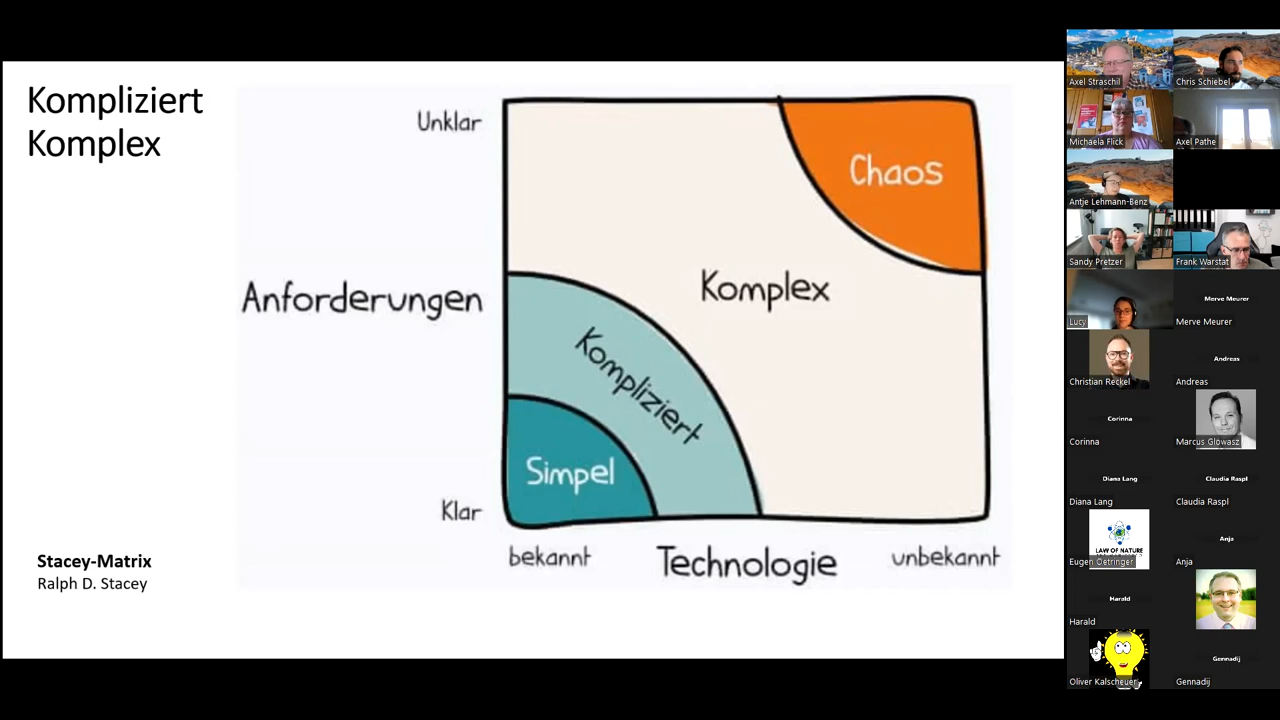 Kompliziert
Komplex
Unklar
Chaos
Anforderungen
Komplex
Kompliziert
Simpel
Klar
bekannt
Technologie
unbekannt
Stacey-Matrix
Ralph D. Stacey
Axel Straschil
Chris Schiebel
Michaela Flick
Axel Pathe
Antje Lehmann-Benz
Sandy Pretzer
Frank Warstat
Lucy
Merve Meurer
Merve Meurer
Christian Reckel
Andreas
Andreas
Corinna
Corinna
Marcus Glowasz
Diana Lang
Diana Lang
Claudia Raspl
Claudia Raspl
LAW OF NATURE
Eugen Oetringer
Anja
Anja
Harald
Harald
Oliver Kalscheuer
Gennadij
Gennadij